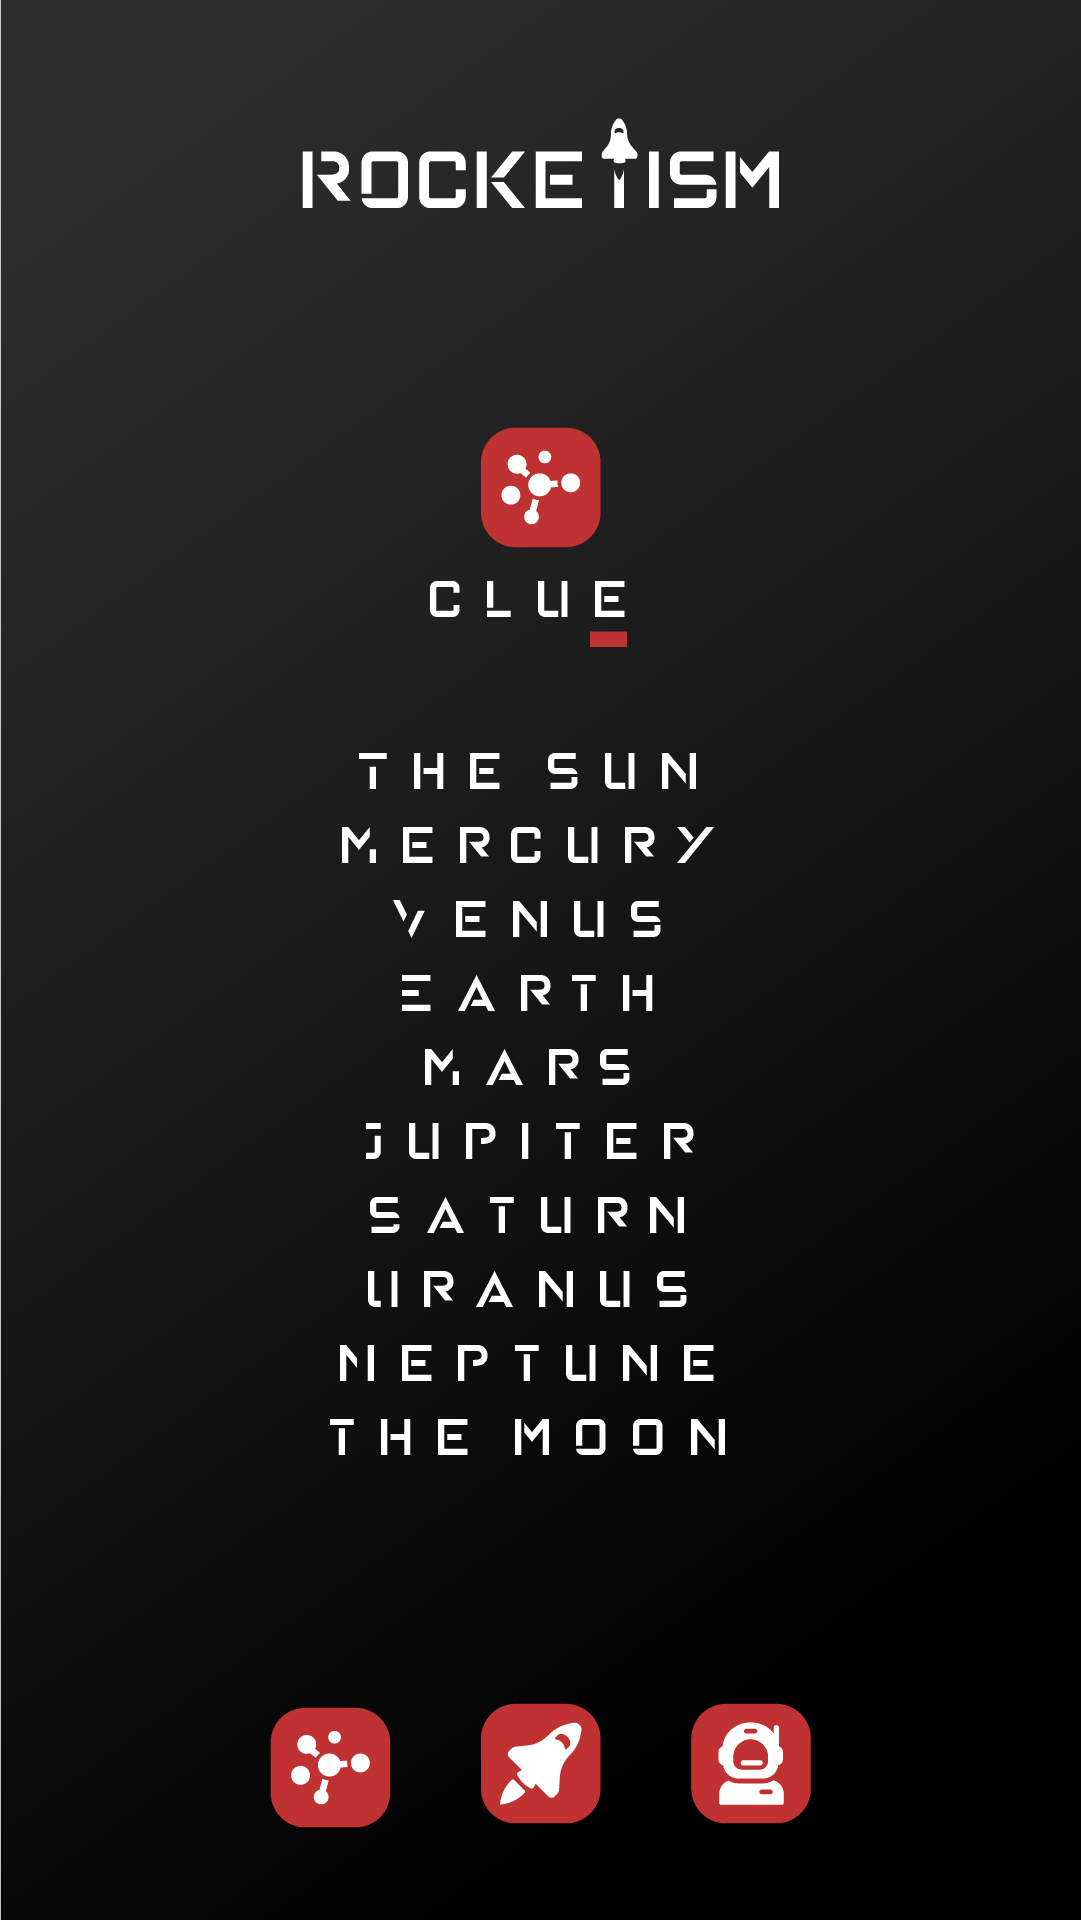 ROCKETISM
CLUE
THE SUN
MERCURY
VENUS
EARTH
MARS
JUPITER
SATURN
URANUS
NEPTUNE
THE MOON